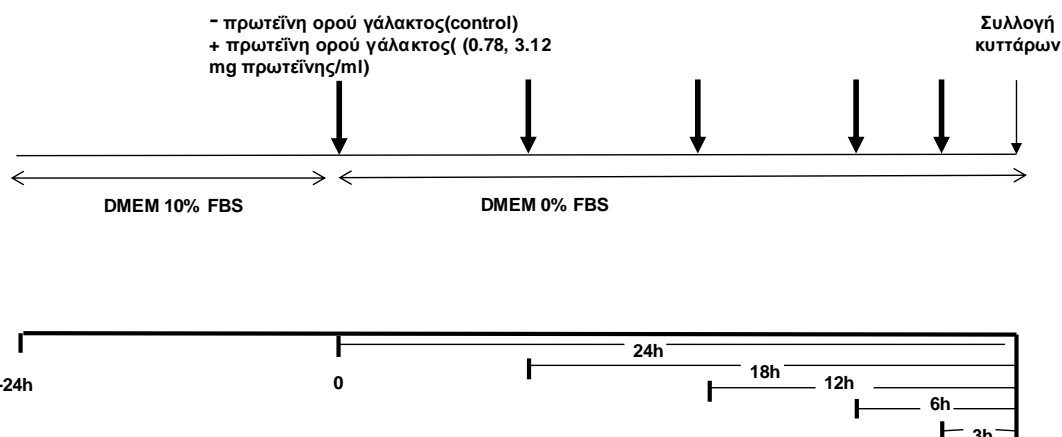 - πρωτεΐνη ορού γάλακτος(control)
+ πρωτεΐνη ορού γάλακτος( (0.78, 3.12
mg πρωτεΐνης/ml)
Συλλογή
κυττάρων
DMEM 10% FBS
DMEM 0% FBS
-24h
0
24h
18h
12h
6h
3h